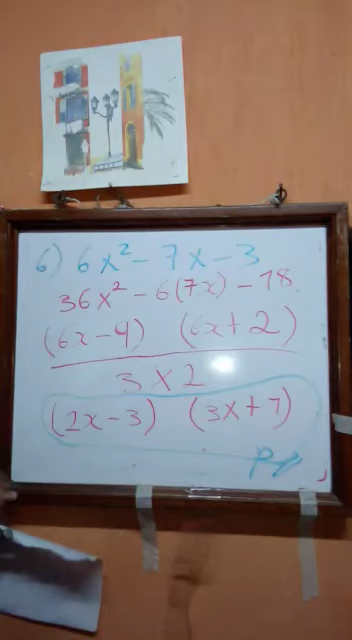 6) 6x² - 7x - 3
36x² - 6(7x) - 18
(6x - 9) (6x + 2)
3 x 2
(2x - 3) (3x + 1)